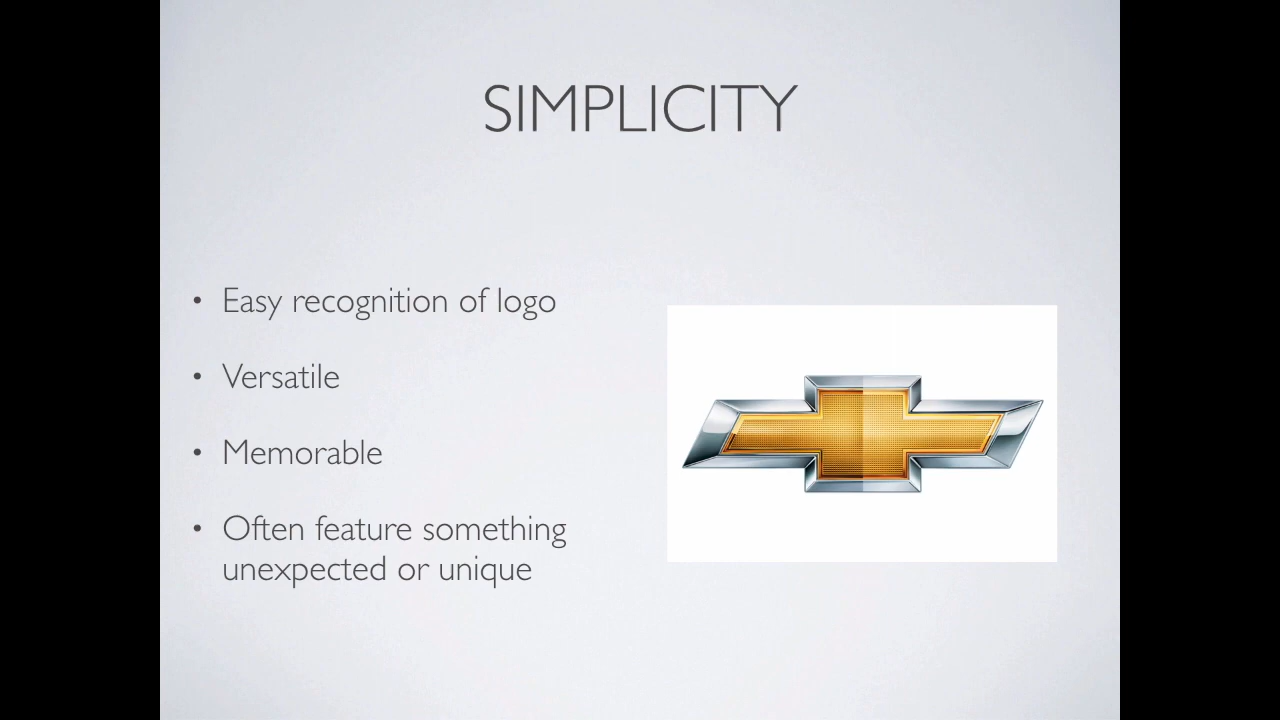 SIMPLICITY
• Easy recognition of logo
• Versatile
• Memorable
• Often feature something
unexpected or unique